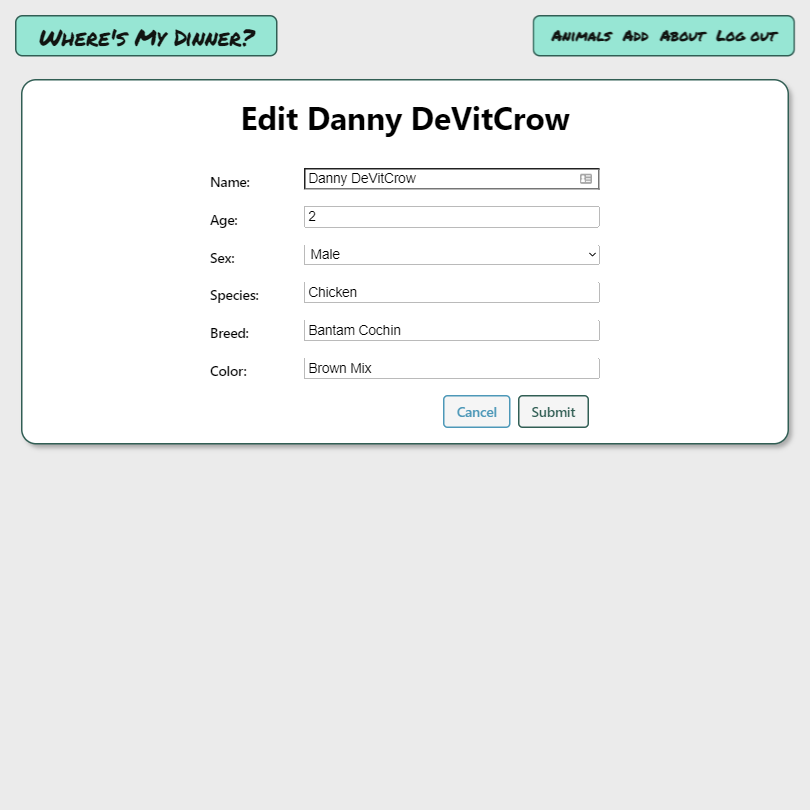 Where's My Dinner?
Animals Add About Log out
Edit Danny DeVitCrow
Name: Danny DeVitCrow
Age: 2
Sex: Male
Species: Chicken
Breed: Bantam Cochin
Color: Brown Mix
Cancel Submit